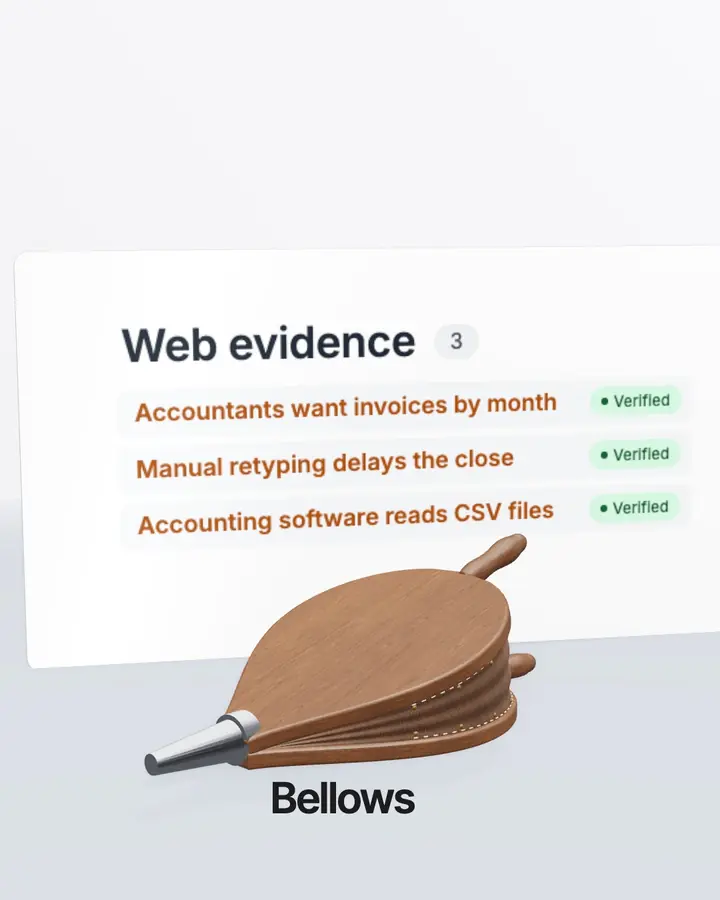 Web evidence 3
Accountants want invoices by month Verified
Manual retyping delays the close Verified
Accounting software reads CSV files Verified
Bellows